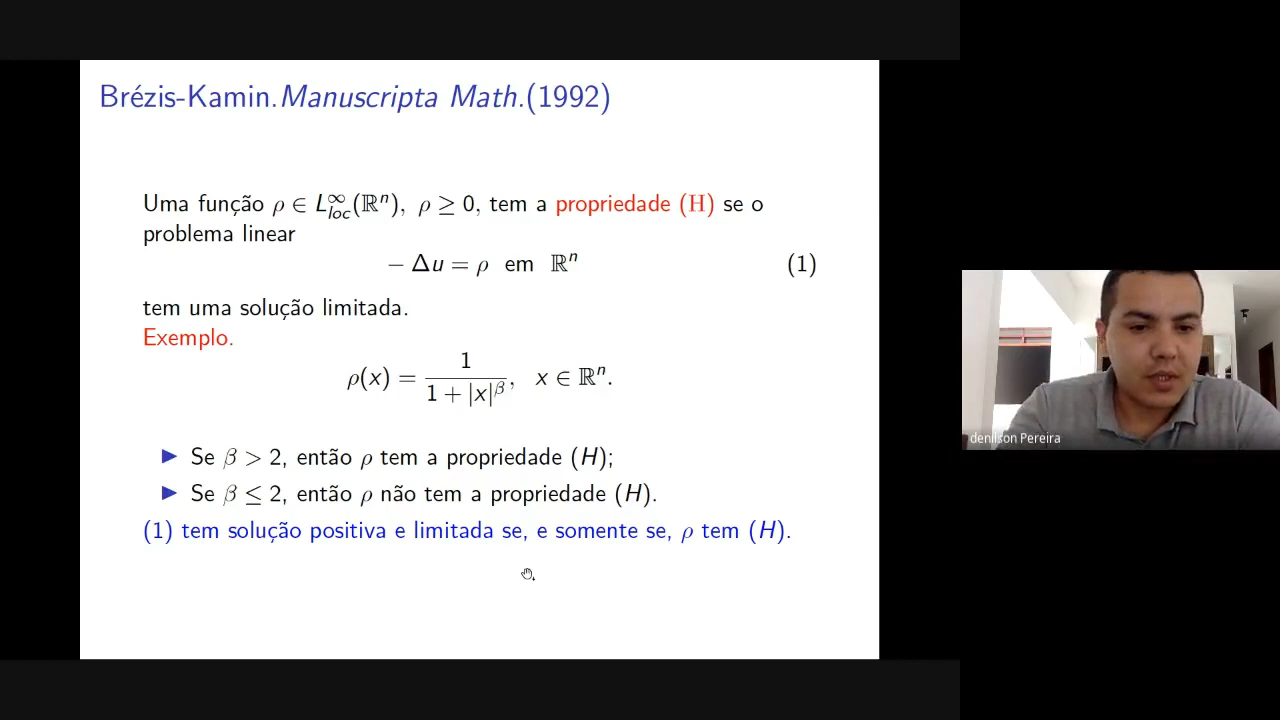 Brézis-Kamin.Manuscripta Math.(1992)
Uma função ρ ∈ L^∞_loc(ℝⁿ), ρ ≥ 0, tem a propriedade (H) se o
problema linear
− Δu = ρ em ℝⁿ (1)
tem uma solução limitada.
Exemplo.
ρ(x) = 1 / (1 + |x|^β), x ∈ ℝⁿ.
▶ Se β > 2, então ρ tem a propriedade (H);
▶ Se β ≤ 2, então ρ não tem a propriedade (H).
(1) tem solução positiva e limitada se, e somente se, ρ tem (H).
denilson Pereira